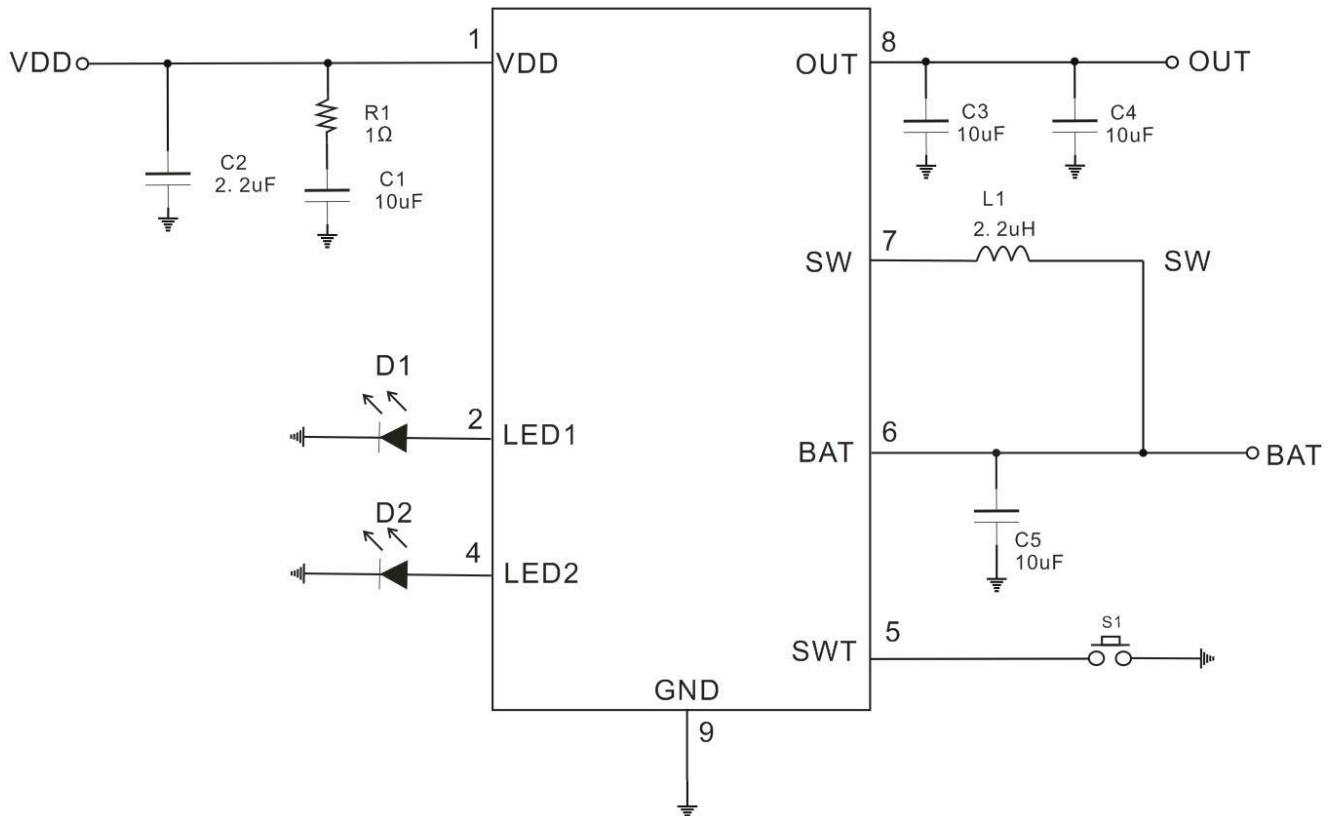 VDD
1
VDD
R1
1Ω
C2
2. 2uF
C1
10uF
D1
2
LED1
D2
4
LED2
GND
9
8
OUT
OUT
C3
10uF
C4
10uF
L1
2. 2uH
7
SW
SW
6
BAT
BAT
C5
10uF
5
SWT
S1